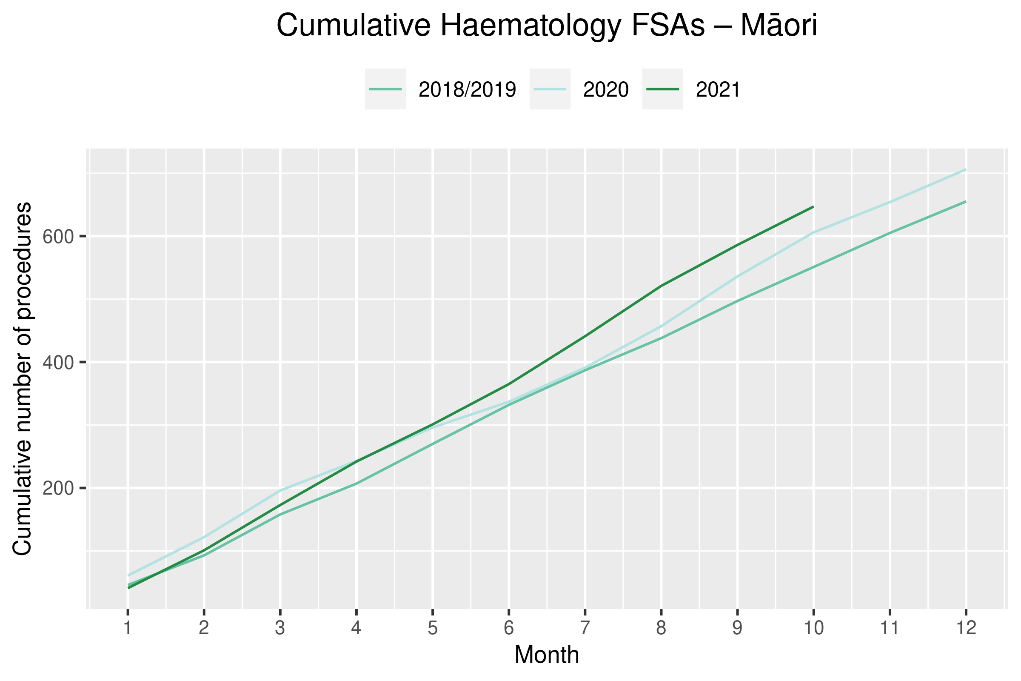 Cumulative Haematology FSAs – Māori
2018/2019 2020 2021
Cumulative number of procedures
600
400
200
1 2 3 4 5 6 7 8 9 10 11 12
Month